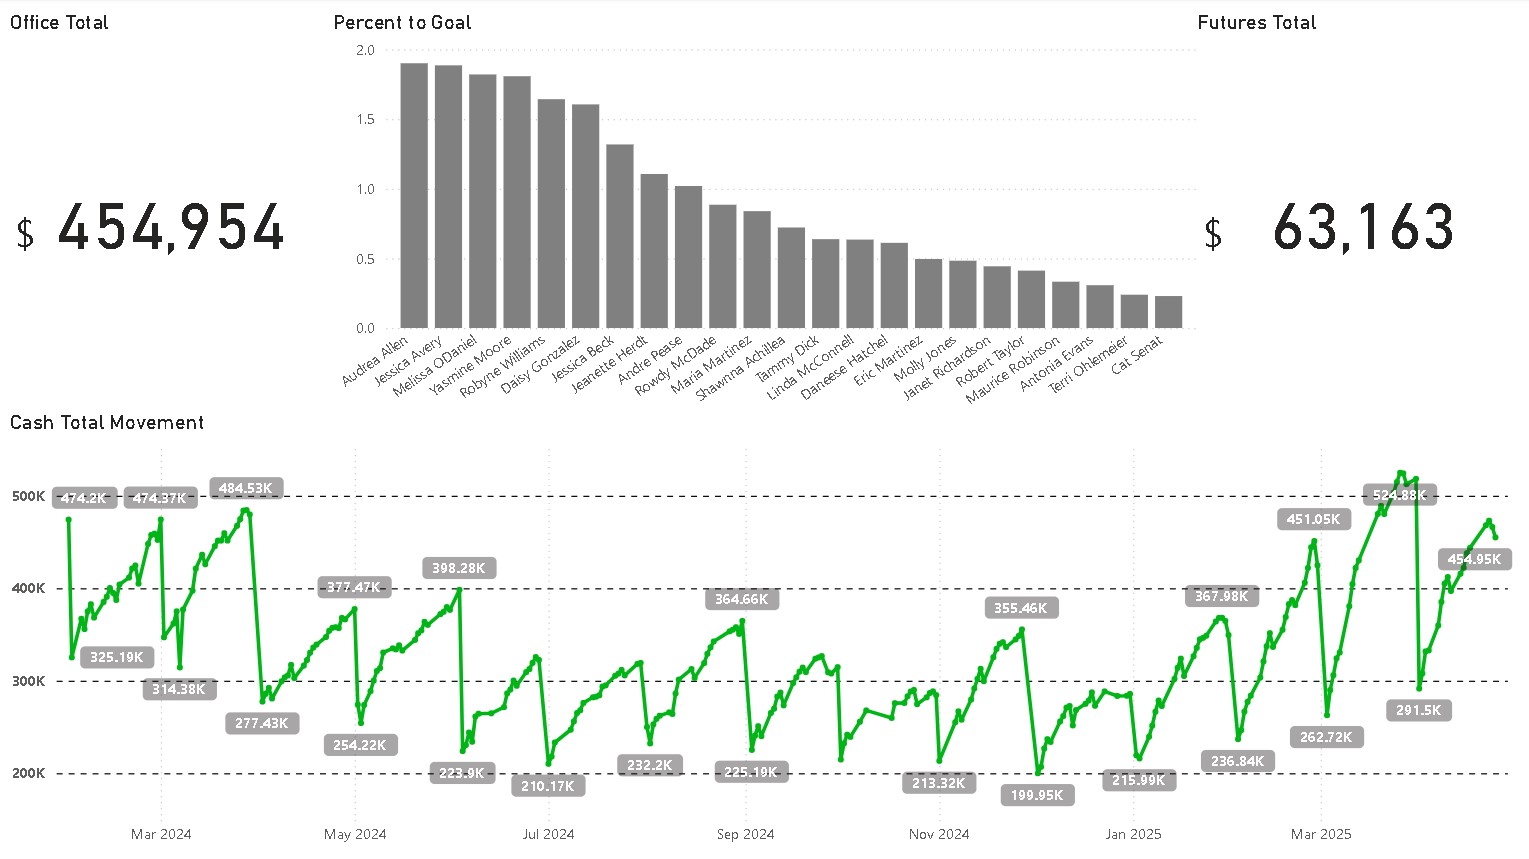 Office Total
$ 454,954
Percent to Goal
2.0
1.5
1.0
0.5
0.0
Audrea Allen
Jessica Avery
Melissa ODaniel
Yasmine Moore
Robyne Williams
Daisy Gonzalez
Jessica Beck
Jeanette Herdt
Andre Pease
Rowdy McDade
Maria Martinez
Shawnna Achillea
Tammy Dick
Linda McConnell
Daneese Hatchel
Eric Martinez
Molly Jones
Janet Richardson
Robert Taylor
Maurice Robinson
Antonia Evans
Terri Ohlemeier
Cat Senat
Futures Total
$ 63,163
Cash Total Movement
500K
400K
300K
200K
474.2K
325.19K
474.37K
314.38K
484.53K
277.43K
377.47K
254.22K
398.28K
223.9K
210.17K
232.2K
364.66K
225.19K
213.32K
355.46K
199.95K
215.99K
367.98K
236.84K
451.05K
262.72K
524.88K
291.5K
454.95K
Mar 2024
May 2024
Jul 2024
Sep 2024
Nov 2024
Jan 2025
Mar 2025